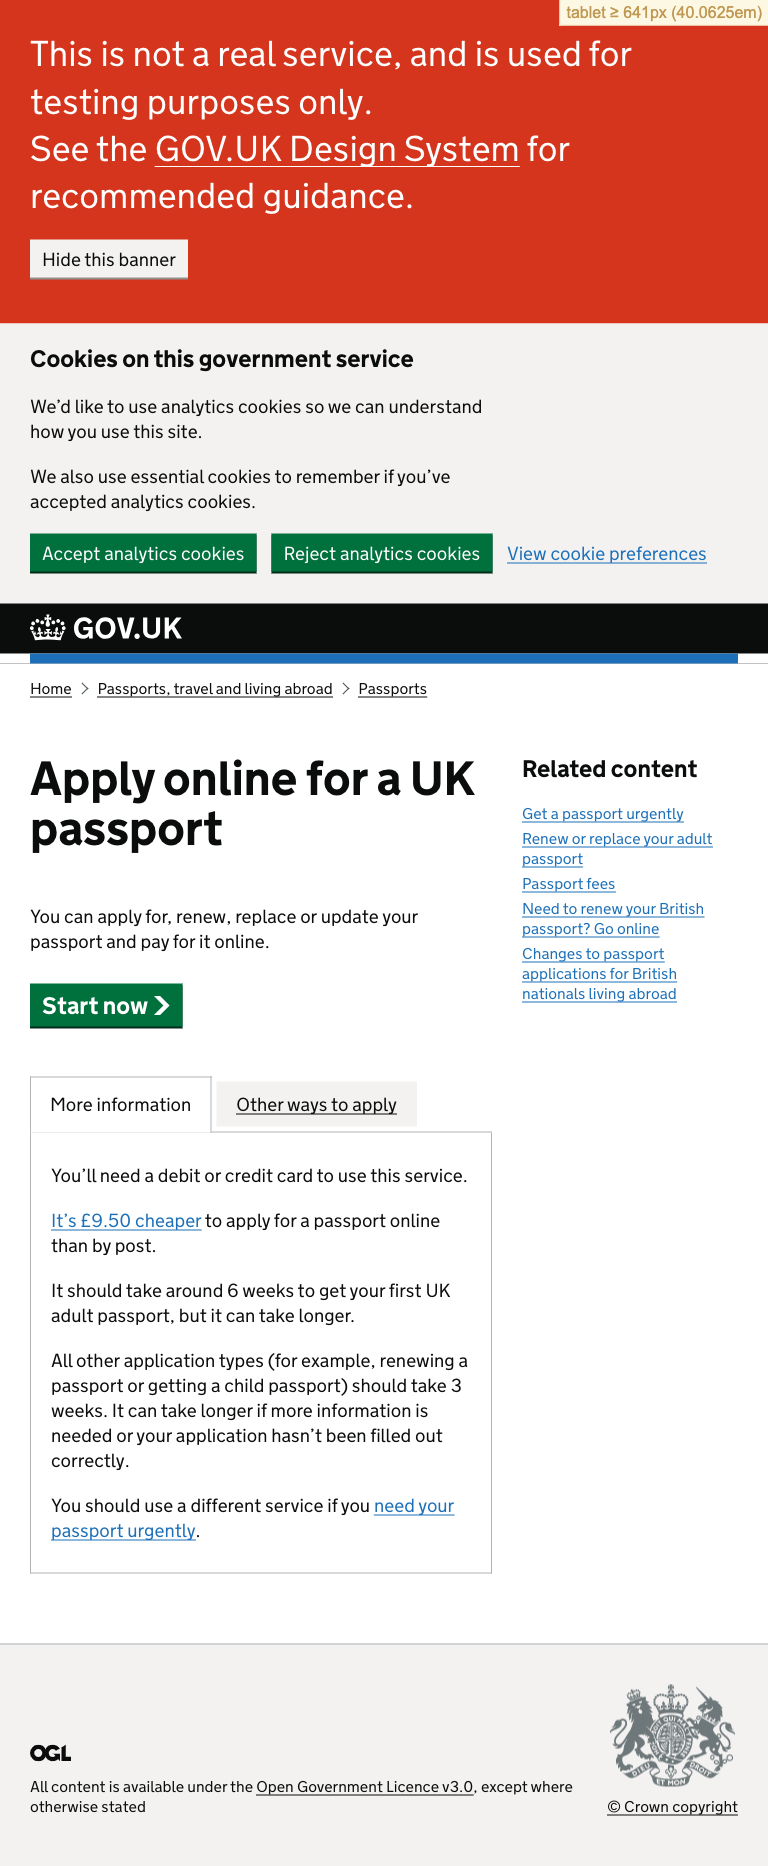 tablet ≥ 641px (40.0625em)
This is not a real service, and is used for
testing purposes only.
See the GOV.UK Design System for
recommended guidance.
Hide this banner
Cookies on this government service
We’d like to use analytics cookies so we can understand
how you use this site.
We also use essential cookies to remember if you’ve
accepted analytics cookies.
Accept analytics cookies
Reject analytics cookies
View cookie preferences
GOV.UK
Home
Passports, travel and living abroad
Passports
Apply online for a UK
passport
You can apply for, renew, replace or update your
passport and pay for it online.
Start now
More information
Other ways to apply
You’ll need a debit or credit card to use this service.
It’s £9.50 cheaper to apply for a passport online
than by post.
It should take around 6 weeks to get your first UK
adult passport, but it can take longer.
All other application types (for example, renewing a
passport or getting a child passport) should take 3
weeks. It can take longer if more information is
needed or your application hasn’t been filled out
correctly.
You should use a different service if you need your
passport urgently.
Related content
Get a passport urgently
Renew or replace your adult
passport
Passport fees
Need to renew your British
passport? Go online
Changes to passport
applications for British
nationals living abroad
OGL
All content is available under the Open Government Licence v3.0, except where
otherwise stated
DIEU ET MON DROIT
© Crown copyright